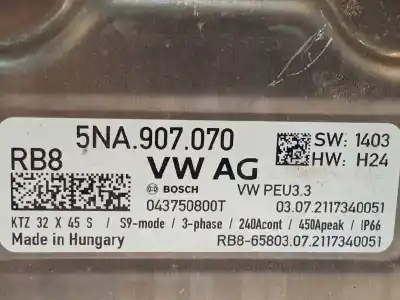 5NA.907.070
SW: 1403
HW: H24
RB8
VW AG
BOSCH
VW PEU3.3
043750800T
03.07.2117340051
KTZ 32 X 45 S / S9-mode / 3-phase / 240Acont / 450Apeak / IP66
Made in Hungary
RB8-65803.07.2117340051